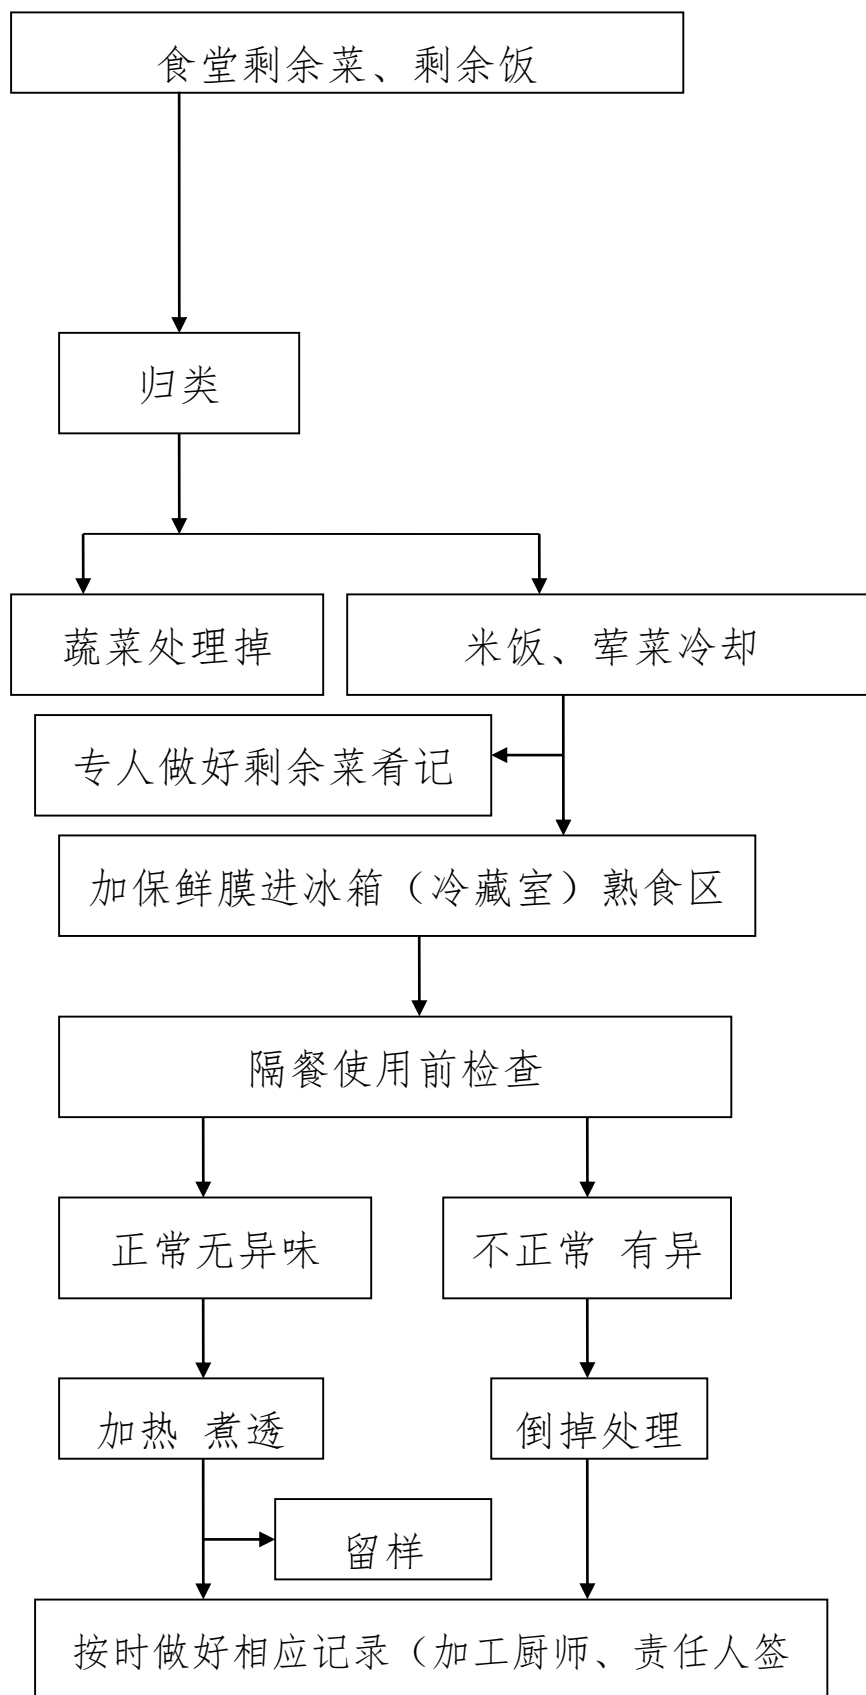 食堂剩余菜、剩余饭
归类
蔬菜处理掉
米饭、荤菜冷却
专人做好剩余菜肴记
加保鲜膜进冰箱（冷藏室）熟食区
隔餐使用前检查
正常无异味
不正常 有异
加热 煮透
倒掉处理
留样
按时做好相应记录（加工厨师、责任人签